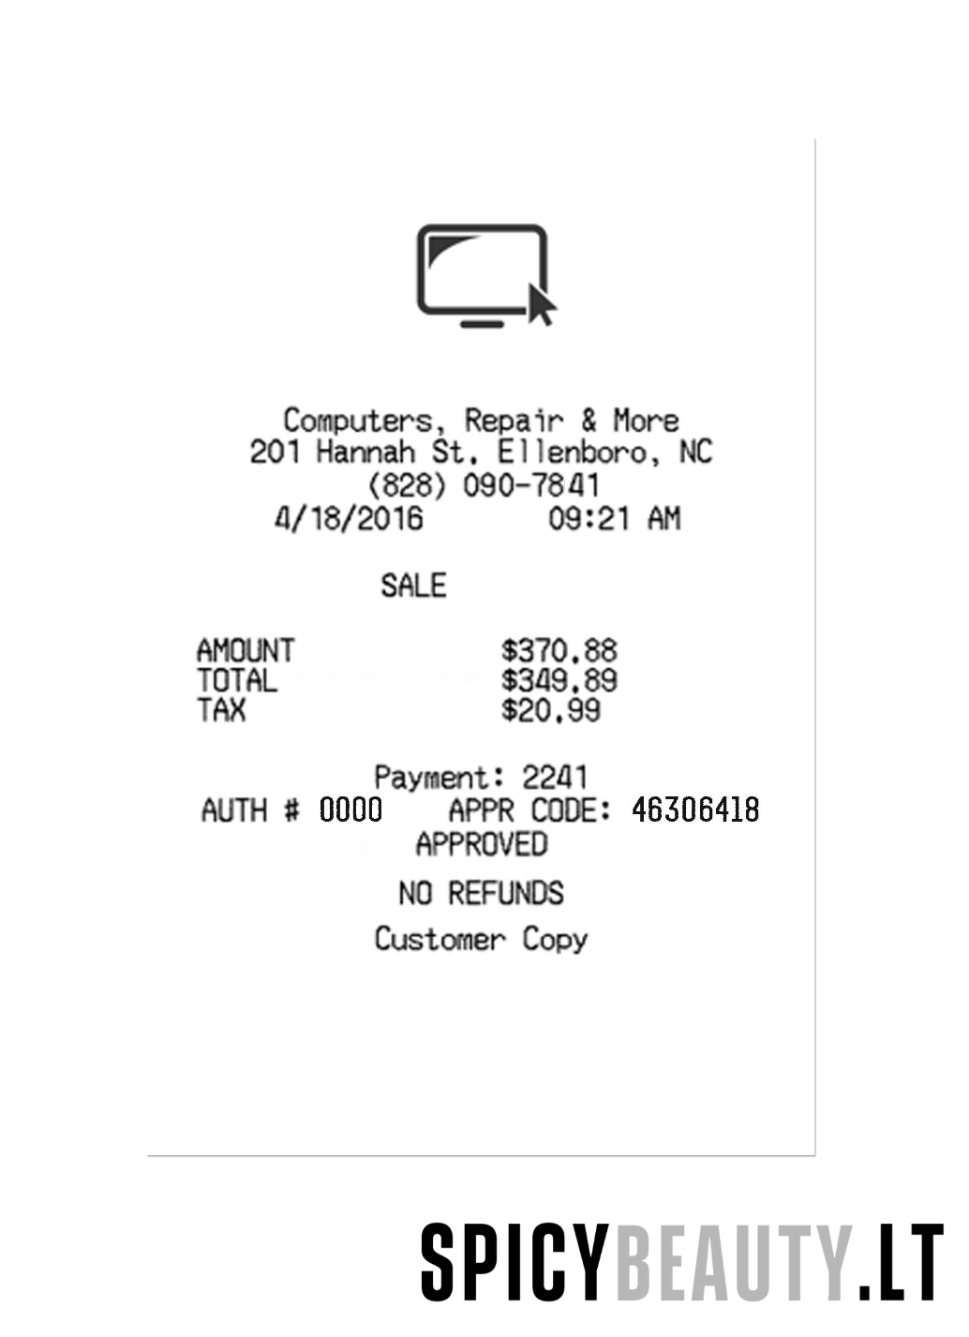 Computers, Repair & More
201 Hannah St. Ellenboro, NC
(828) 090-7841
4/18/2016 09:21 AM
SALE
AMOUNT $370.88
TOTAL $349.89
TAX $20.99
Payment: 2241
AUTH # 0000 APPR CODE: 46306418
APPROVED
NO REFUNDS
Customer Copy
SPICYBEAUTY.LT